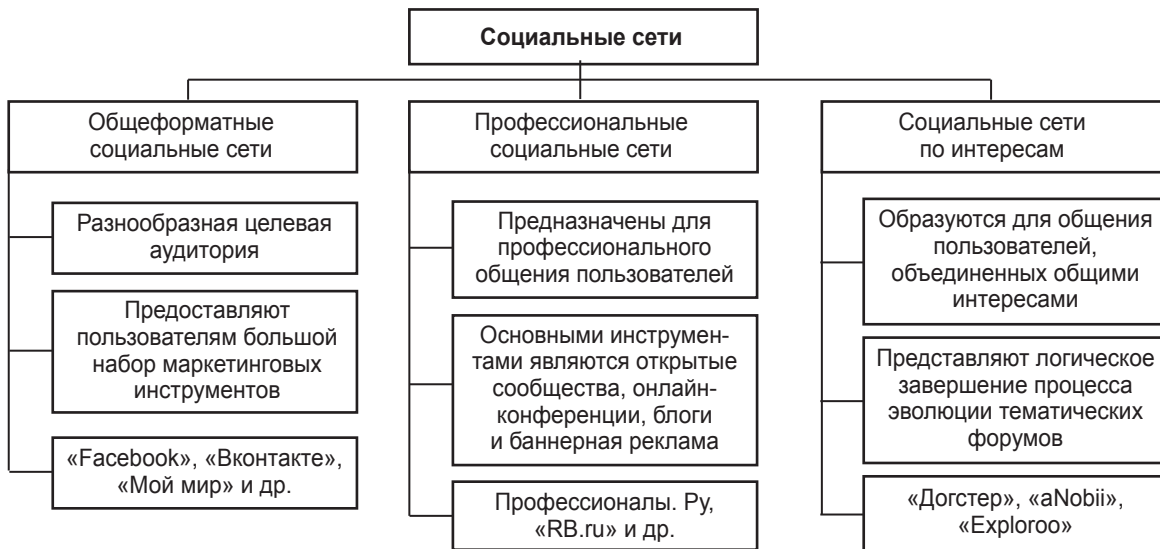 Социальные сети
Общеформатные
социальные сети
Разнообразная целевая
аудитория
Предоставляют
пользователям большой
набор маркетинговых
инструментов
«Facebook», «Вконтакте»,
«Мой мир» и др.
Профессиональные
социальные сети
Предназначены для
профессионального
общения пользователей
Основными инструмен-
тами являются открытые
сообщества, онлайн-
конференции, блоги
и баннерная реклама
Профессионалы. Ру,
«RB.ru» и др.
Социальные сети
по интересам
Образуются для общения
пользователей,
объединенных общими
интересами
Представляют логическое
завершение процесса
эволюции тематических
форумов
«Догстер», «aNobii»,
«Exploroo»